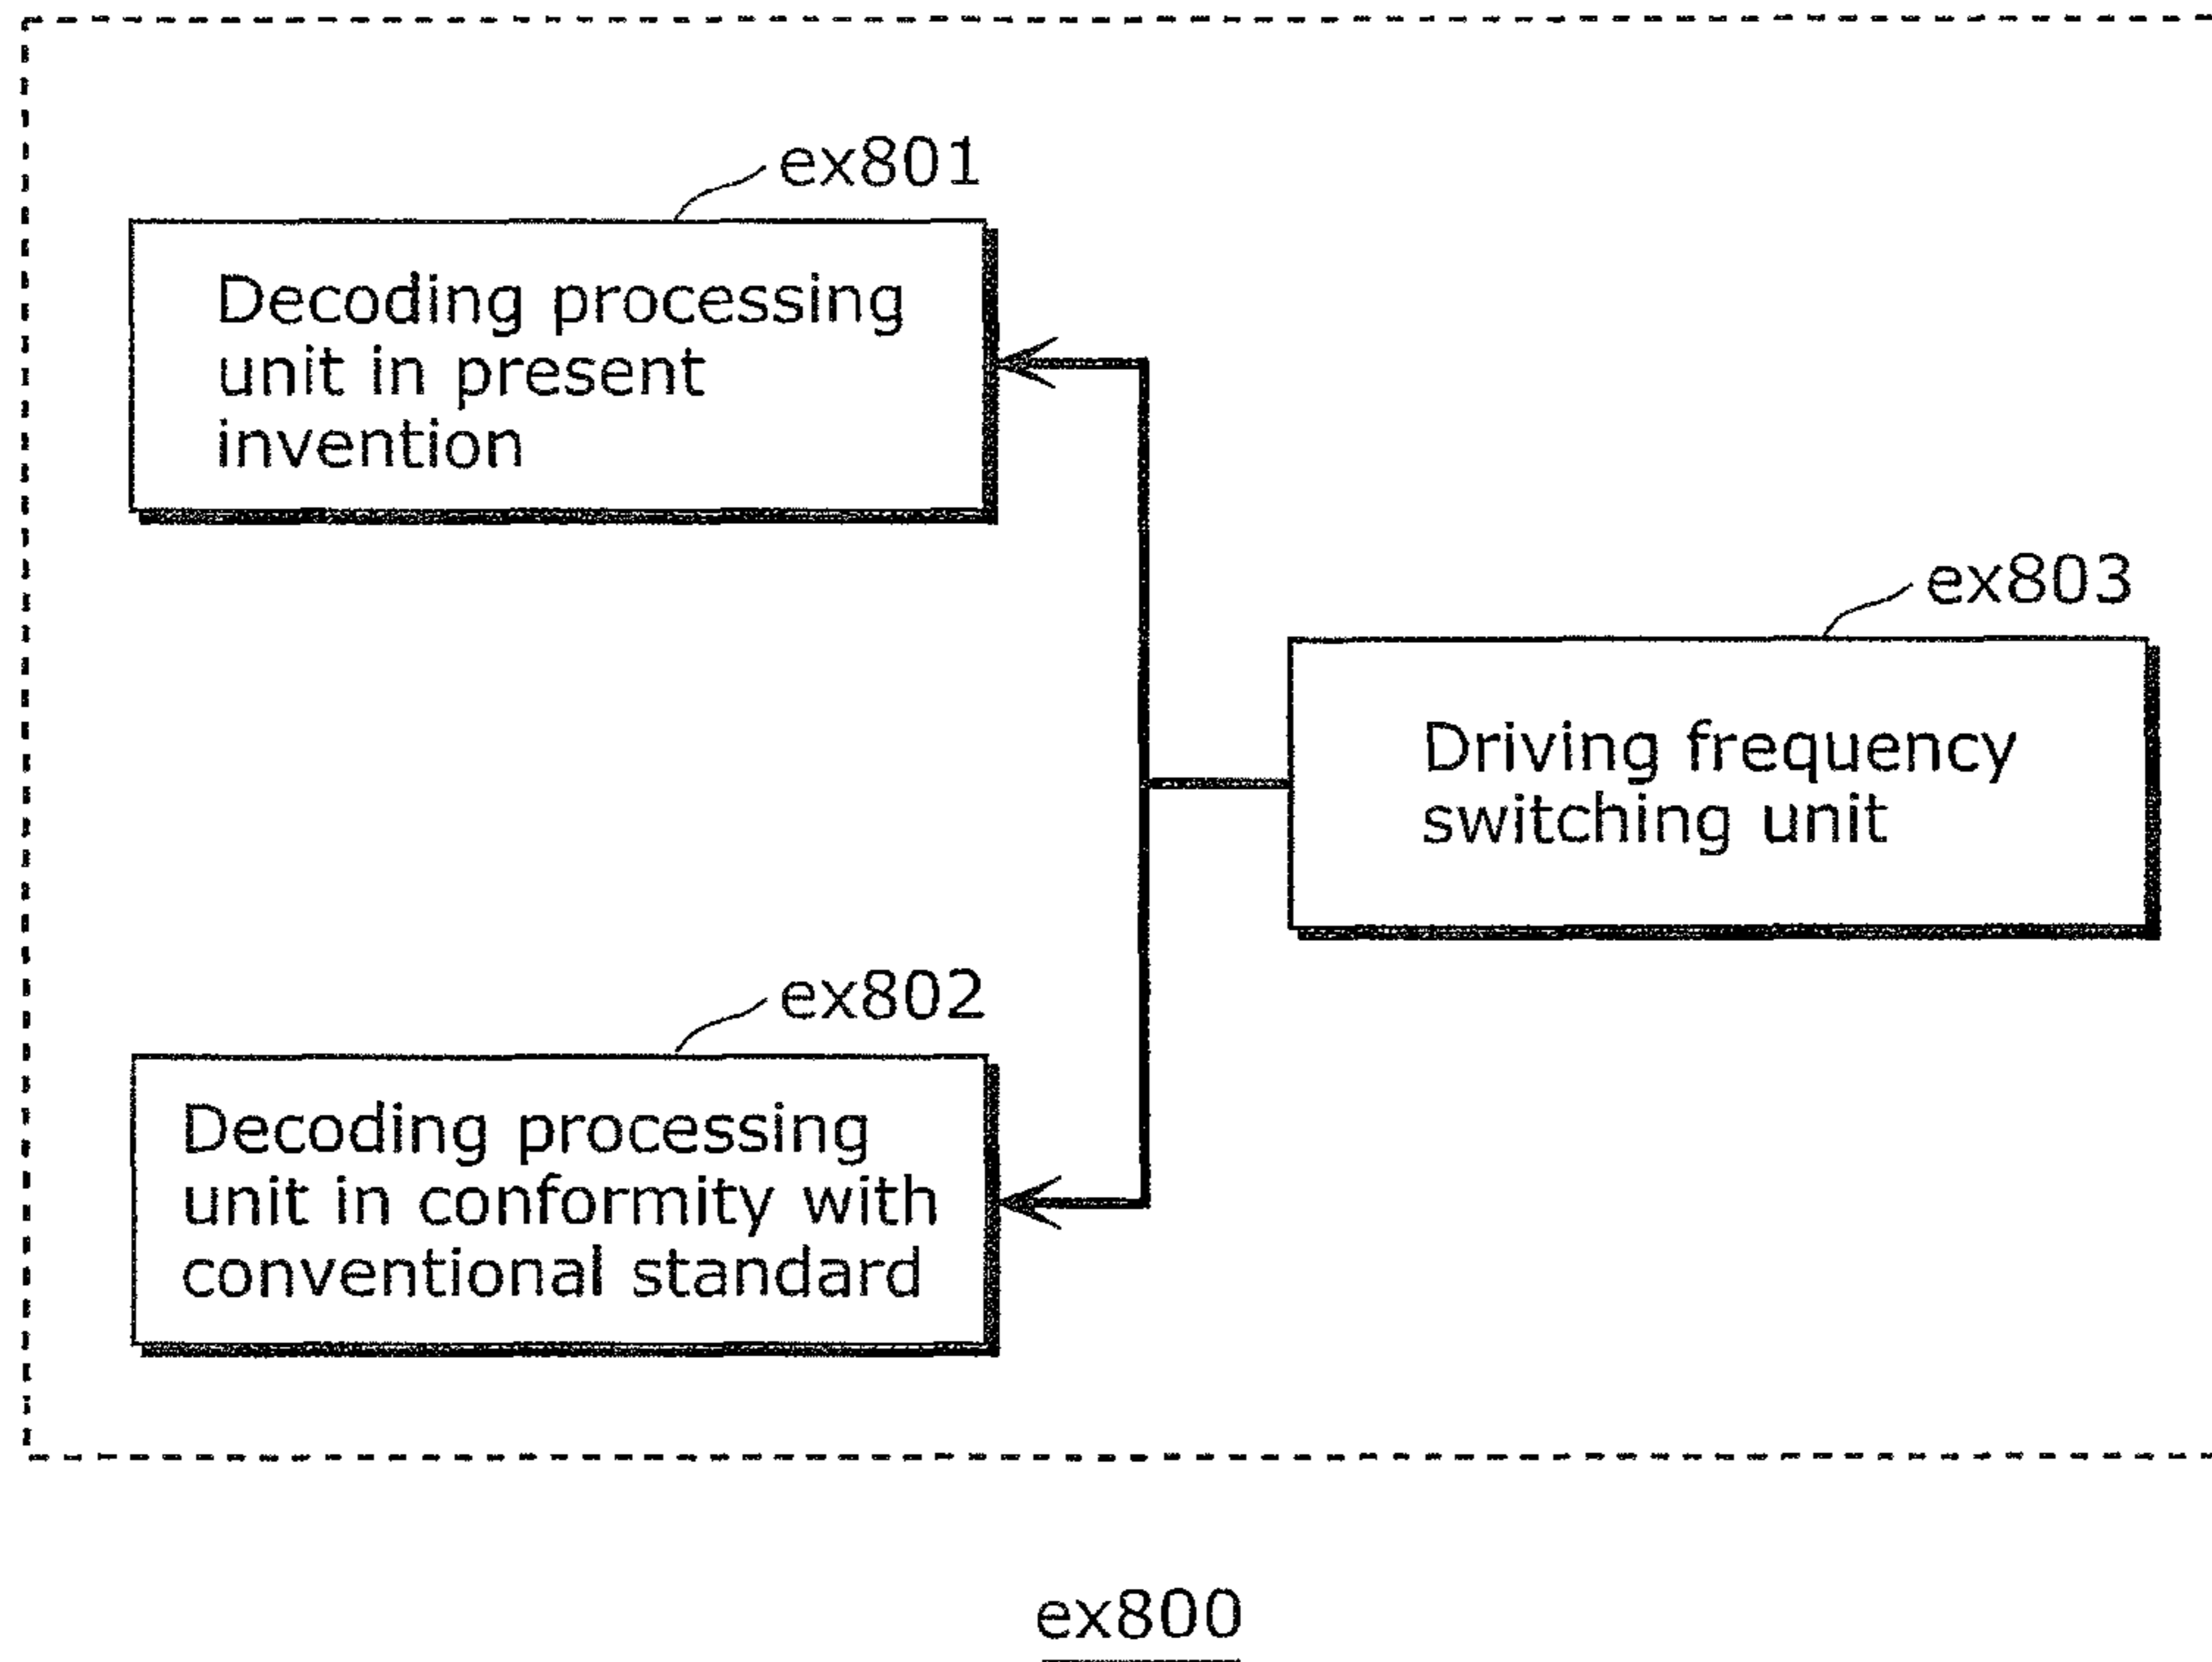 ex801
Decoding processing
unit in present
invention
ex803
Driving frequency
switching unit
ex802
Decoding processing
unit in conformity with
conventional standard
ex800